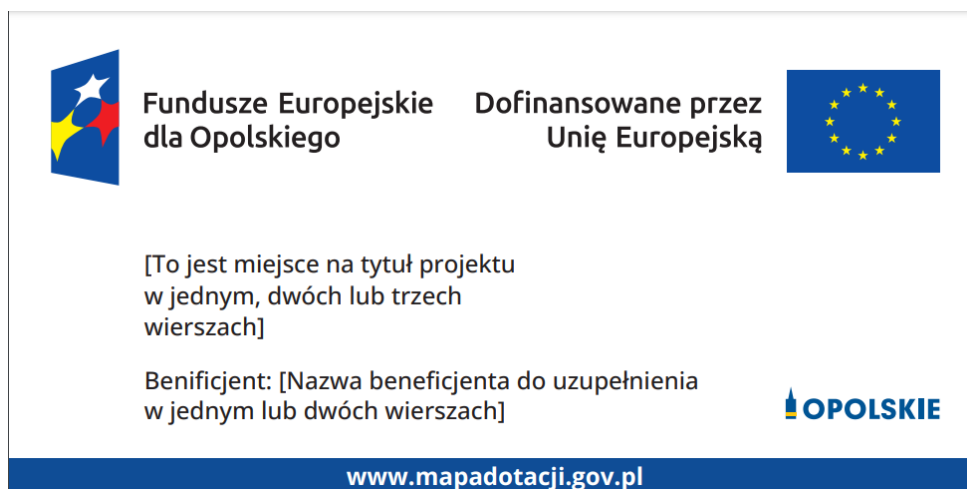 Fundusze Europejskie
dla Opolskiego
Dofinansowane przez
Unię Europejską
[To jest miejsce na tytuł projektu
w jednym, dwóch lub trzech
wierszach]
Benificjent: [Nazwa beneficjenta do uzupełnienia
w jednym lub dwóch wierszach]
OPOLSKIE
www.mapadotacji.gov.pl